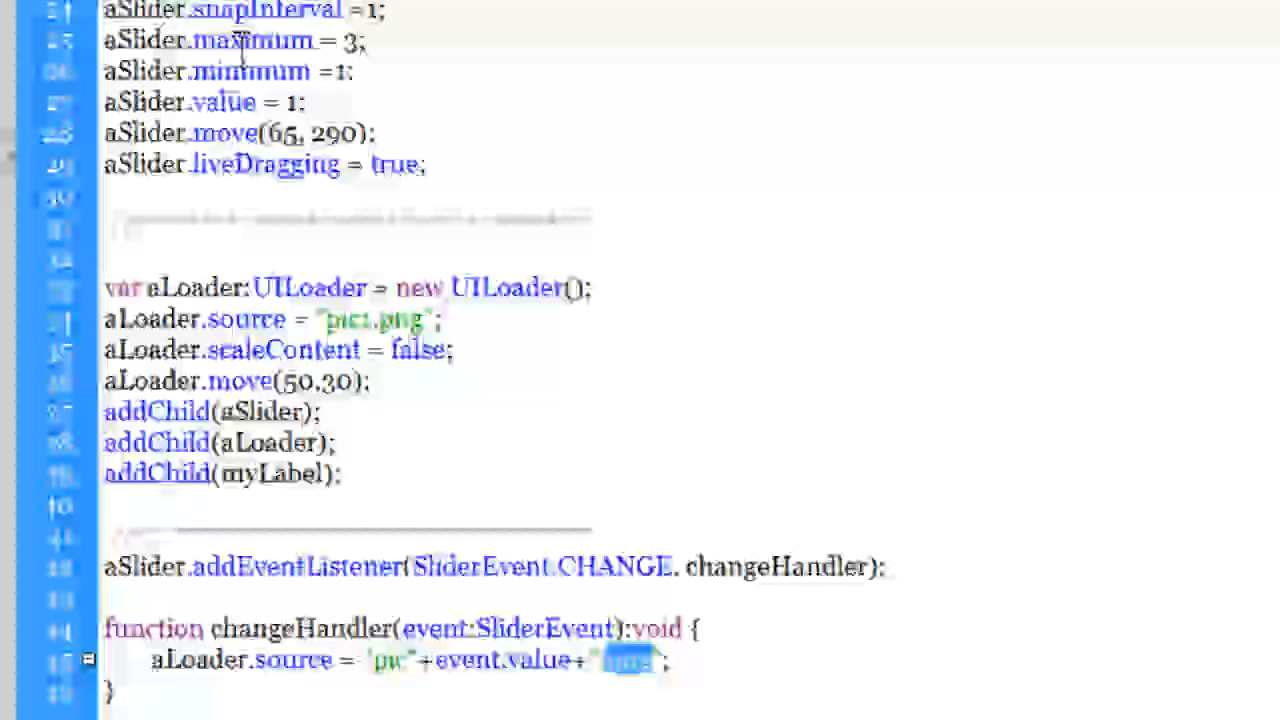 aSlider.snapInterval =1;
aSlider.maximum = 3;
aSlider.minimum =1;
aSlider.value = 1;
aSlider.move(65, 290);
aSlider.liveDragging = true;
var aLoader:UILoader = new UILoader();
aLoader.source = "pic1.png";
aLoader.scaleContent = false;
aLoader.move(50,30);
addChild(aSlider);
addChild(aLoader);
addChild(myLabel);
aSlider.addEventListener(SliderEvent.CHANGE, changeHandler);
function changeHandler(event:SliderEvent):void {
aLoader.source = "pic"+event.value+"
}